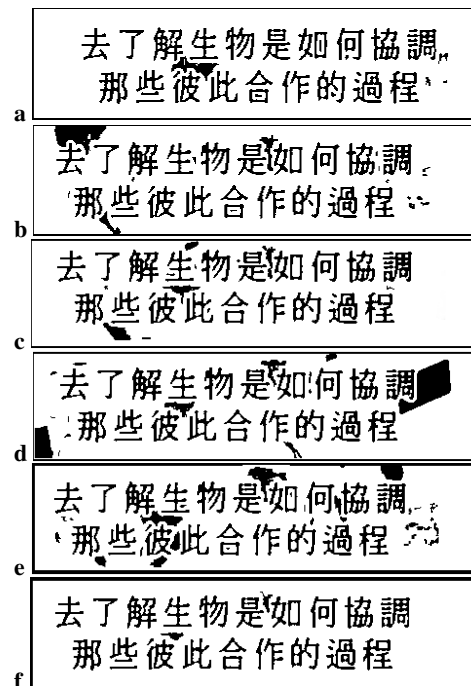 去了解生物是如何協調
那些彼此合作的過程
a
去了解生物是如何協調
那些彼此合作的過程
b
去了解生物是如何協調
那些彼此合作的過程
c
去了解生物是如何協調
那些彼此合作的過程
d
去了解生物是如何協調
那些彼此合作的過程
e
去了解生物是如何協調
那些彼此合作的過程
f